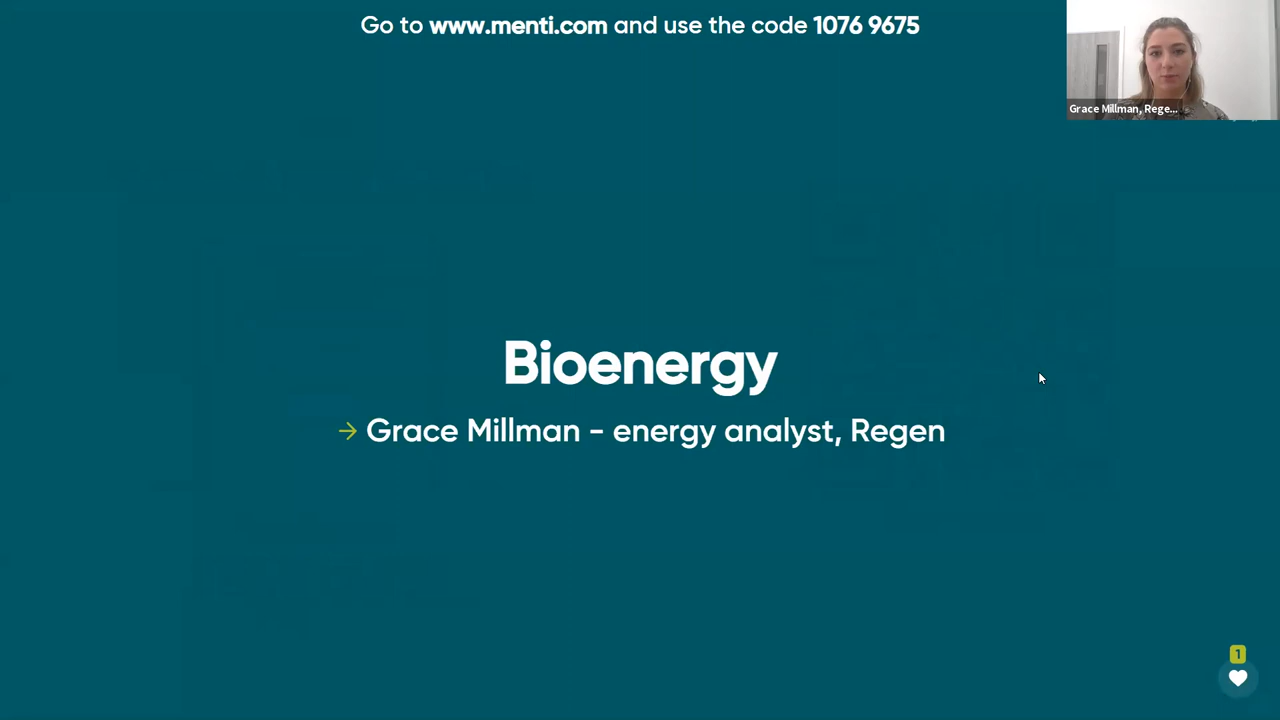 Go to www.menti.com and use the code 1076 9675
Grace Millman, Rege...
Bioenergy
→ Grace Millman - energy analyst, Regen
1